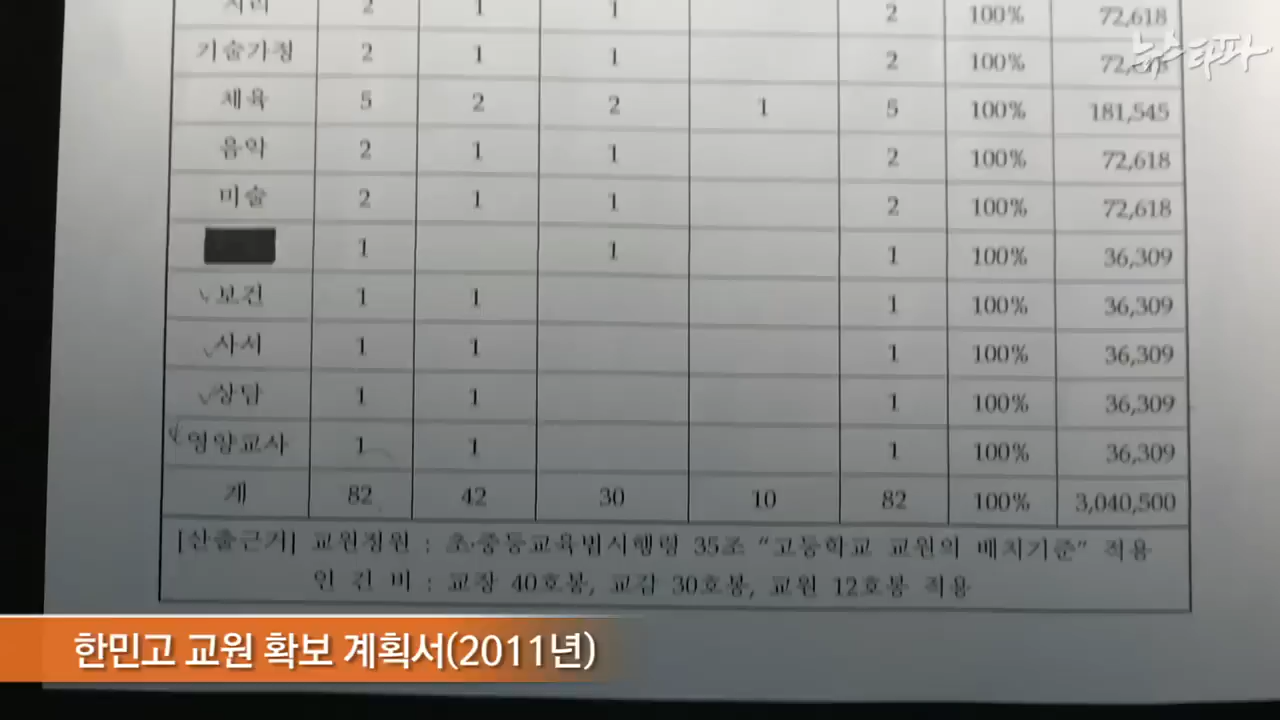 2 1 1 2 100% 72,618
뉴스타파
기술가정 2 1 1 2 100%
체육 5 2 2 1 5 100% 181,545
음악 2 1 1 2 100% 72,618
미술 2 1 1 2 100% 72,618
1 1 1 100% 36,309
보건 1 1 1 100% 36,309
사서 1 1 1 100% 36,309
상담 1 1 1 100% 36,309
영양교사 1 1 1 100% 36,309
계 82 42 30 10 82 100% 3,040,500
[산출근거] 교원정원 : 초·중등교육법시행령 35조 “고등학교 교원의 배치기준” 적용
인 건 비 : 교장 40호봉, 교감 30호봉, 교원 12호봉 적용
한민고 교원 확보 계획서(2011년)